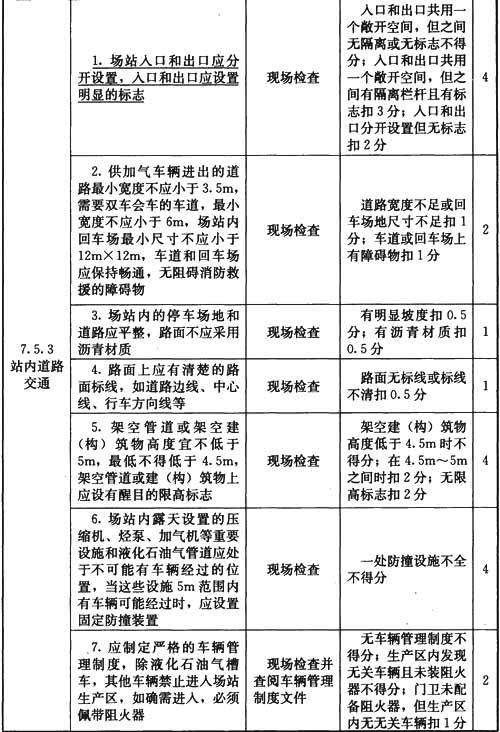 7.5.3
站内道路
交通
1. 场站人口和出口应分
开设置，人口和出口应设置
明显的标志
现场检查
人口和出口共用一
个敞开空间，但之间
无隔离或无标志不得
分；人口和出口共用
一个敞开空间，但之
间有隔离栏杆且有标
志扣3分；人口和出
口分开设置但无标志
扣2分
4
2. 供加气车辆进出的道
路最小宽度不应小于3.5m，
需要双车会车的车道，最小
宽度不应小于6m，场站内
回车场最小尺寸不应小于
12m×12m，车道和回车场
应保持畅通，无阻碍消防救
援的障碍物
现场检查
道路宽度不足或回
车场地尺寸不足扣1
分；车道或回车场上
有障碍物扣1分
2
3. 场站内的停车场地和
道路应平整，路面不应采用
沥青材质
现场检查
有明显坡度扣0.5
分；有沥青材质扣
0.5分
1
4. 路面上应有清楚的路
面标线，如道路边线、中心
线、行车方向线等
现场检查
路面无标线或标线
不清扣0.5分
1
5. 架空管道或架空建
（构）筑物高度宜不低于
5m，最低不得低于4.5m，
架空管道或建（构）筑物上
应设有醒目的限高标志
现场检查
架空建（构）筑物
高度低于4.5m时不
得分；在4.5m～5m
之间时扣2分；无限
高标志扣2分
4
6. 场站内露天设置的压
缩机、烃泵、加气机等重要
设施和液化石油气管道应处
于不可能有车辆经过的位
置，当这些设施5m范围内
有车辆可能经过时，应设置
固定防撞装置
现场检查
一处防撞设施不全
不得分
4
7. 应制定严格的车辆管
理制度，除液化石油气槽
车，其他车辆禁止进入场站
生产区，如确需进入，必须
佩带阻火器
现场检查并
查阅车辆管理
制度文件
无车辆管理制度不
得分；生产区内发现
无关车辆且未装阻火
器不得分；门卫未配
备阻火器，但生产区
内无无关车辆扣1分
2